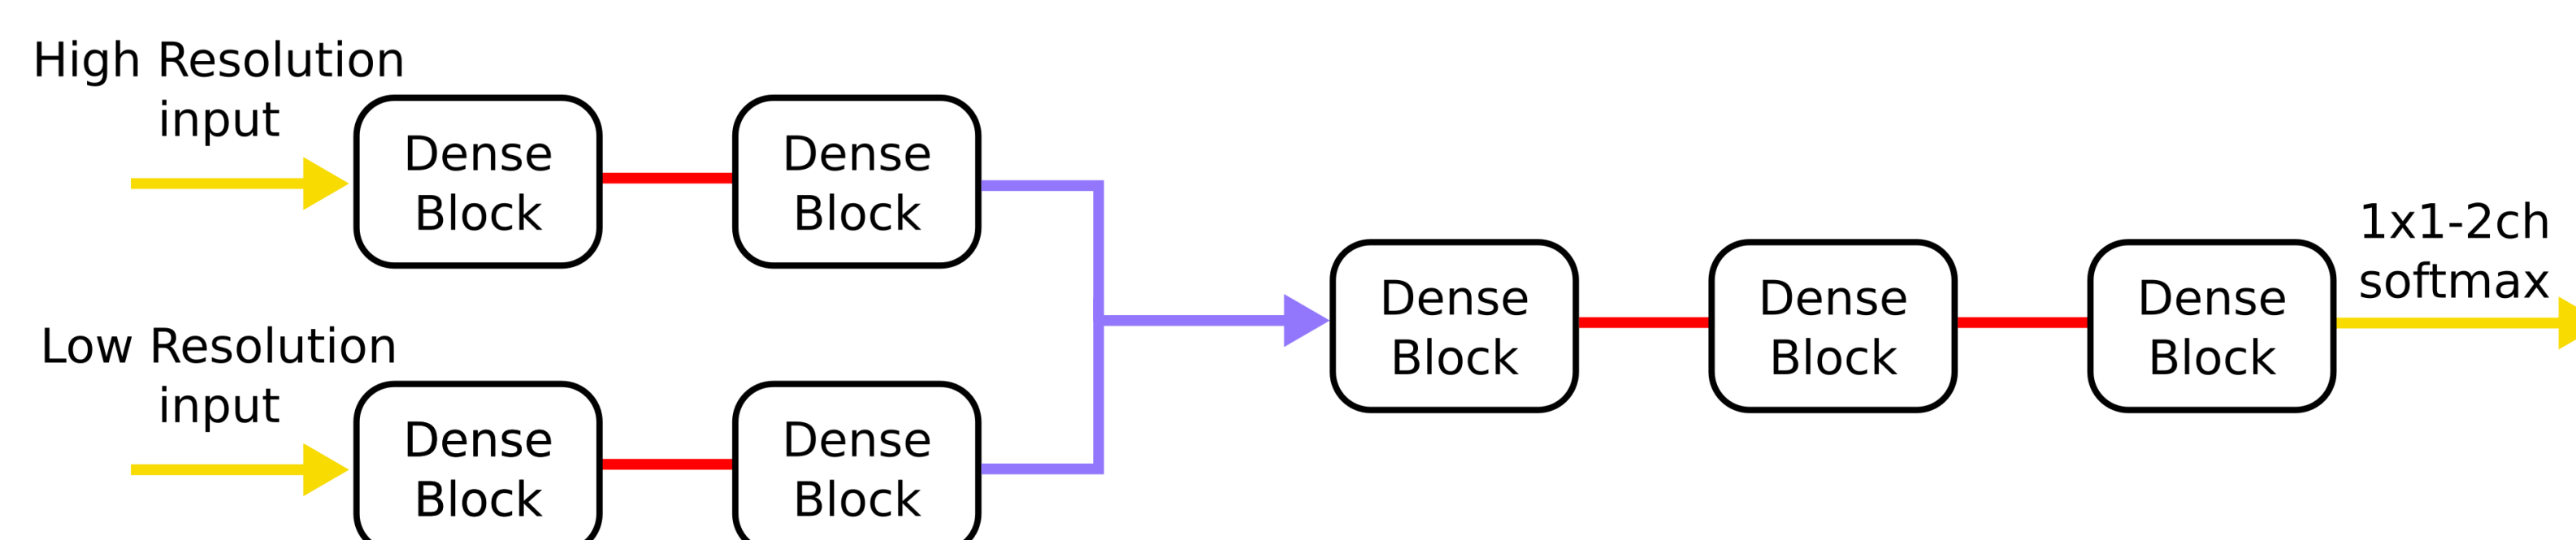 High Resolution
input
Dense
Block
Dense
Block
Low Resolution
input
Dense
Block
Dense
Block
Dense
Block
Dense
Block
Dense
Block
1x1-2ch
softmax